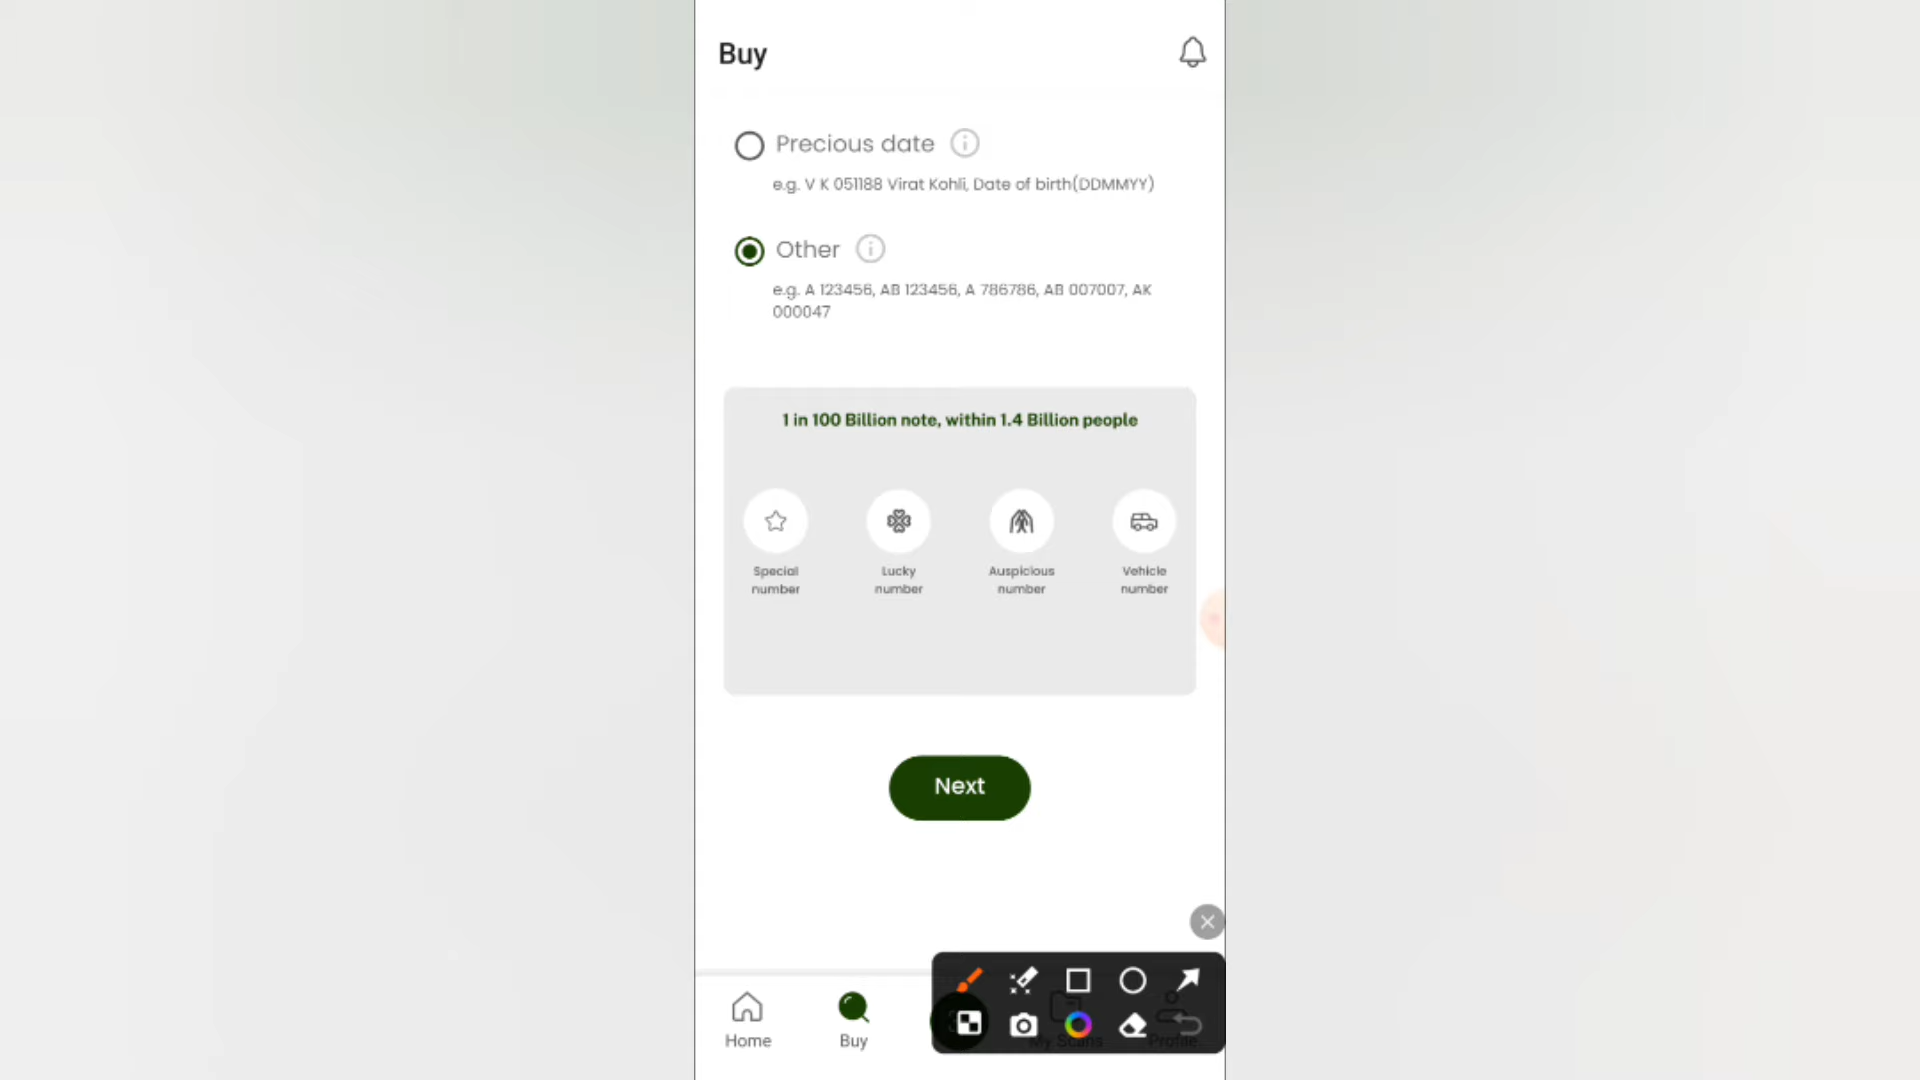 Buy
Precious date
e.g. V K 051188 Virat Kohli, Date of birth(DDMMYY)
Other
e.g. A 123456, AB 123456, A 786786, AB 007007, AK
000047
1 in 100 Billion note, within 1.4 Billion people
Special
number
Lucky
number
Auspicious
number
Vehicle
number
Next
Home
Buy
My Scans
Profile